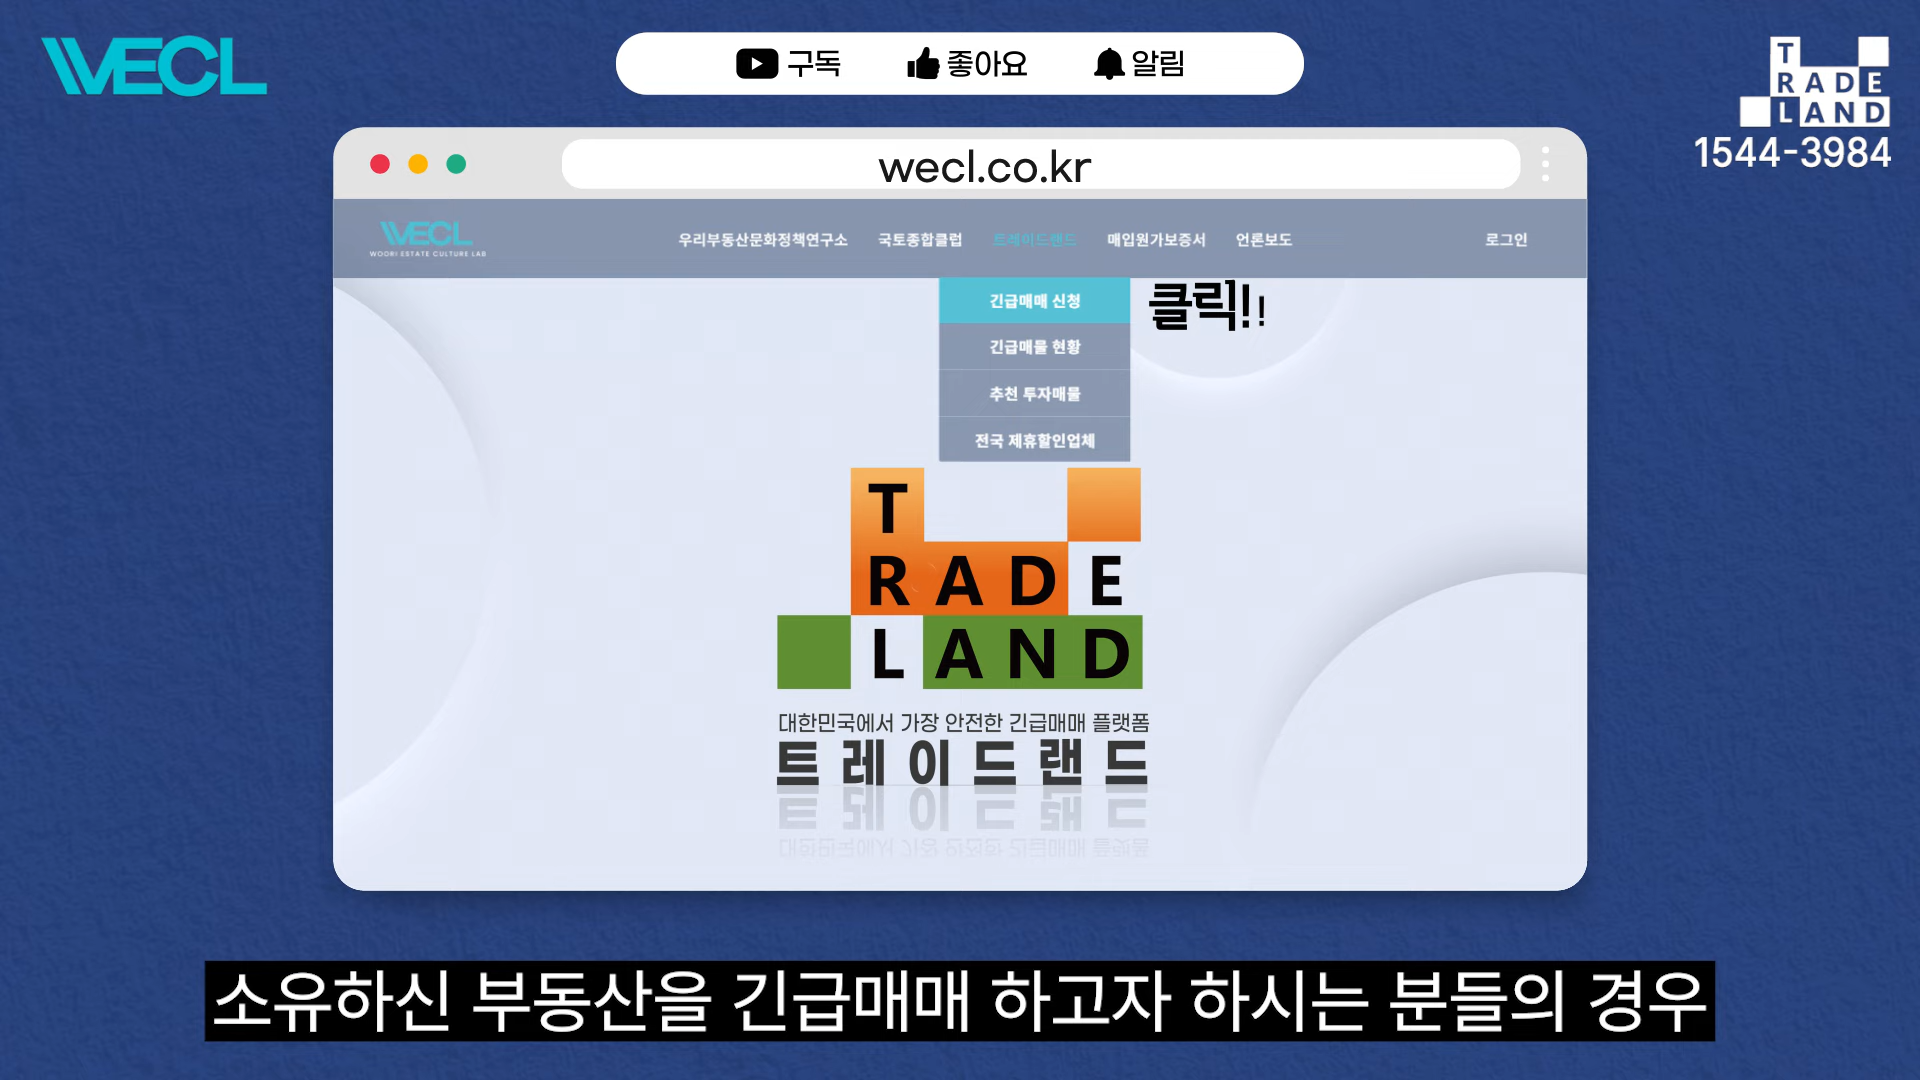 WECL
구독 좋아요 알림
T
RADE
LAND
1544-3984
wecl.co.kr
WECL
WOORI ESTATE CULTURE LAB
우리부동산문화정책연구소 국토종합클럽 트레이드랜드 매입원가보증서 언론보도 로그인
긴급매매 신청
클릭!!
긴급매물 현황
추천 투자매물
전국 제휴할인업체
T
RADE
LAND
대한민국에서 가장 안전한 긴급매매 플랫폼
트레이드랜드
소유하신 부동산을 긴급매매 하고자 하시는 분들의 경우